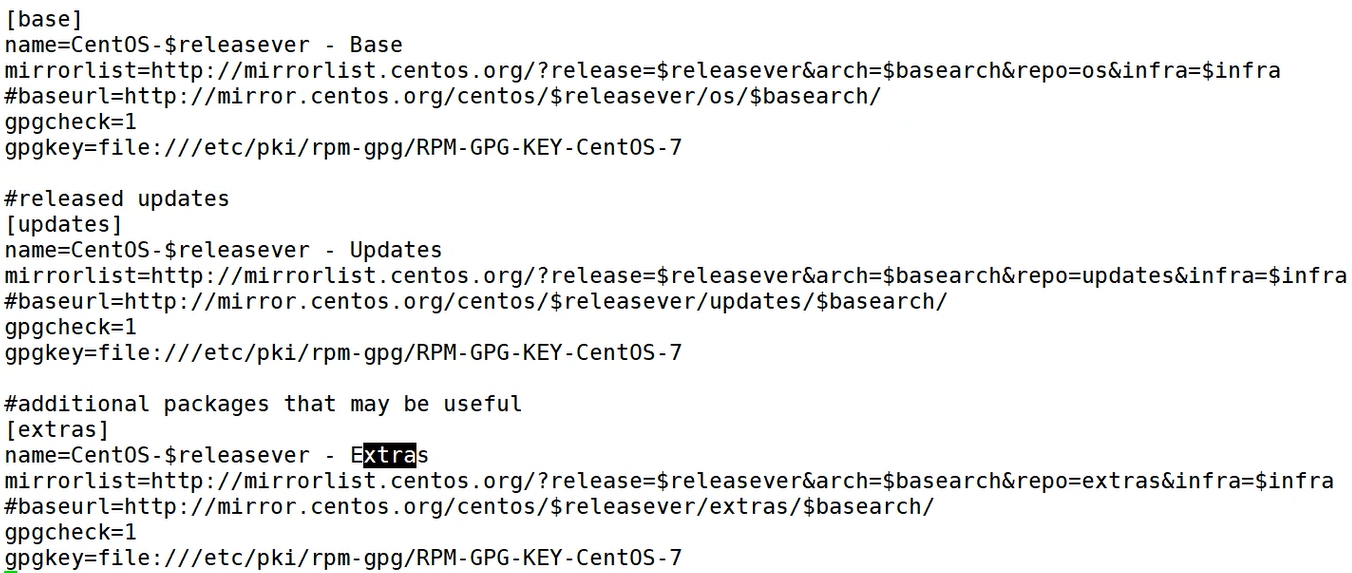 [base]
name=CentOS-$releasever - Base
mirrorlist=http://mirrorlist.centos.org/?release=$releasever&arch=$basearch&repo=os&infra=$infra
#baseurl=http://mirror.centos.org/centos/$releasever/os/$basearch/
gpgcheck=1
gpgkey=file:///etc/pki/rpm-gpg/RPM-GPG-KEY-CentOS-7

#released updates
[updates]
name=CentOS-$releasever - Updates
mirrorlist=http://mirrorlist.centos.org/?release=$releasever&arch=$basearch&repo=updates&infra=$infra
#baseurl=http://mirror.centos.org/centos/$releasever/updates/$basearch/
gpgcheck=1
gpgkey=file:///etc/pki/rpm-gpg/RPM-GPG-KEY-CentOS-7

#additional packages that may be useful
[extras]
name=CentOS-$releasever - Extras
mirrorlist=http://mirrorlist.centos.org/?release=$releasever&arch=$basearch&repo=extras&infra=$infra
#baseurl=http://mirror.centos.org/centos/$releasever/extras/$basearch/
gpgcheck=1
gpgkey=file:///etc/pki/rpm-gpg/RPM-GPG-KEY-CentOS-7